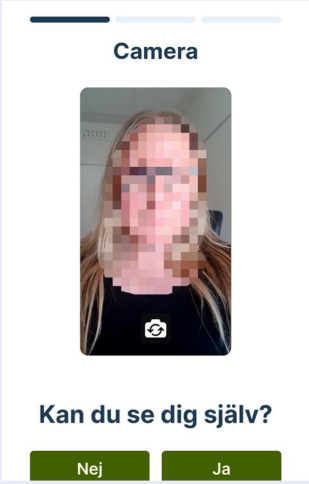 Camera
Kan du se dig själv?
Nej
Ja